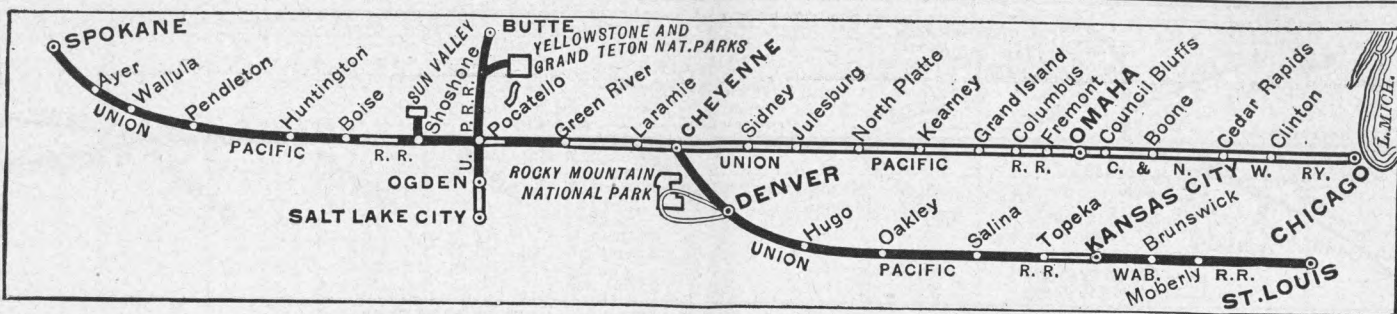 SPOKANE
Ayer
Wallula
Pendleton
Huntington
Boise
SUN VALLEY
Shoshone
BUTTE
YELLOWSTONE AND
GRAND TETON NAT. PARKS
Pocatello
Green River
Laramie
CHEYENNE
Sidney
Julesburg
North Platte
Kearney
Grand Island
Columbus
Fremont
OMAHA
Council Bluffs
Boone
Cedar Rapids
Clinton
CHICAGO
L. MICH.
UNION
PACIFIC
R. R.
U. P. R. R.
UNION
PACIFIC
R. R.
C. & N. W. RY.
OGDEN
SALT LAKE CITY
ROCKY MOUNTAIN
NATIONAL PARK
DENVER
Hugo
Oakley
Salina
Topeka
KANSAS CITY
Brunswick
Moberly
ST. LOUIS
UNION
PACIFIC
R. R.
WAB.
R. R.